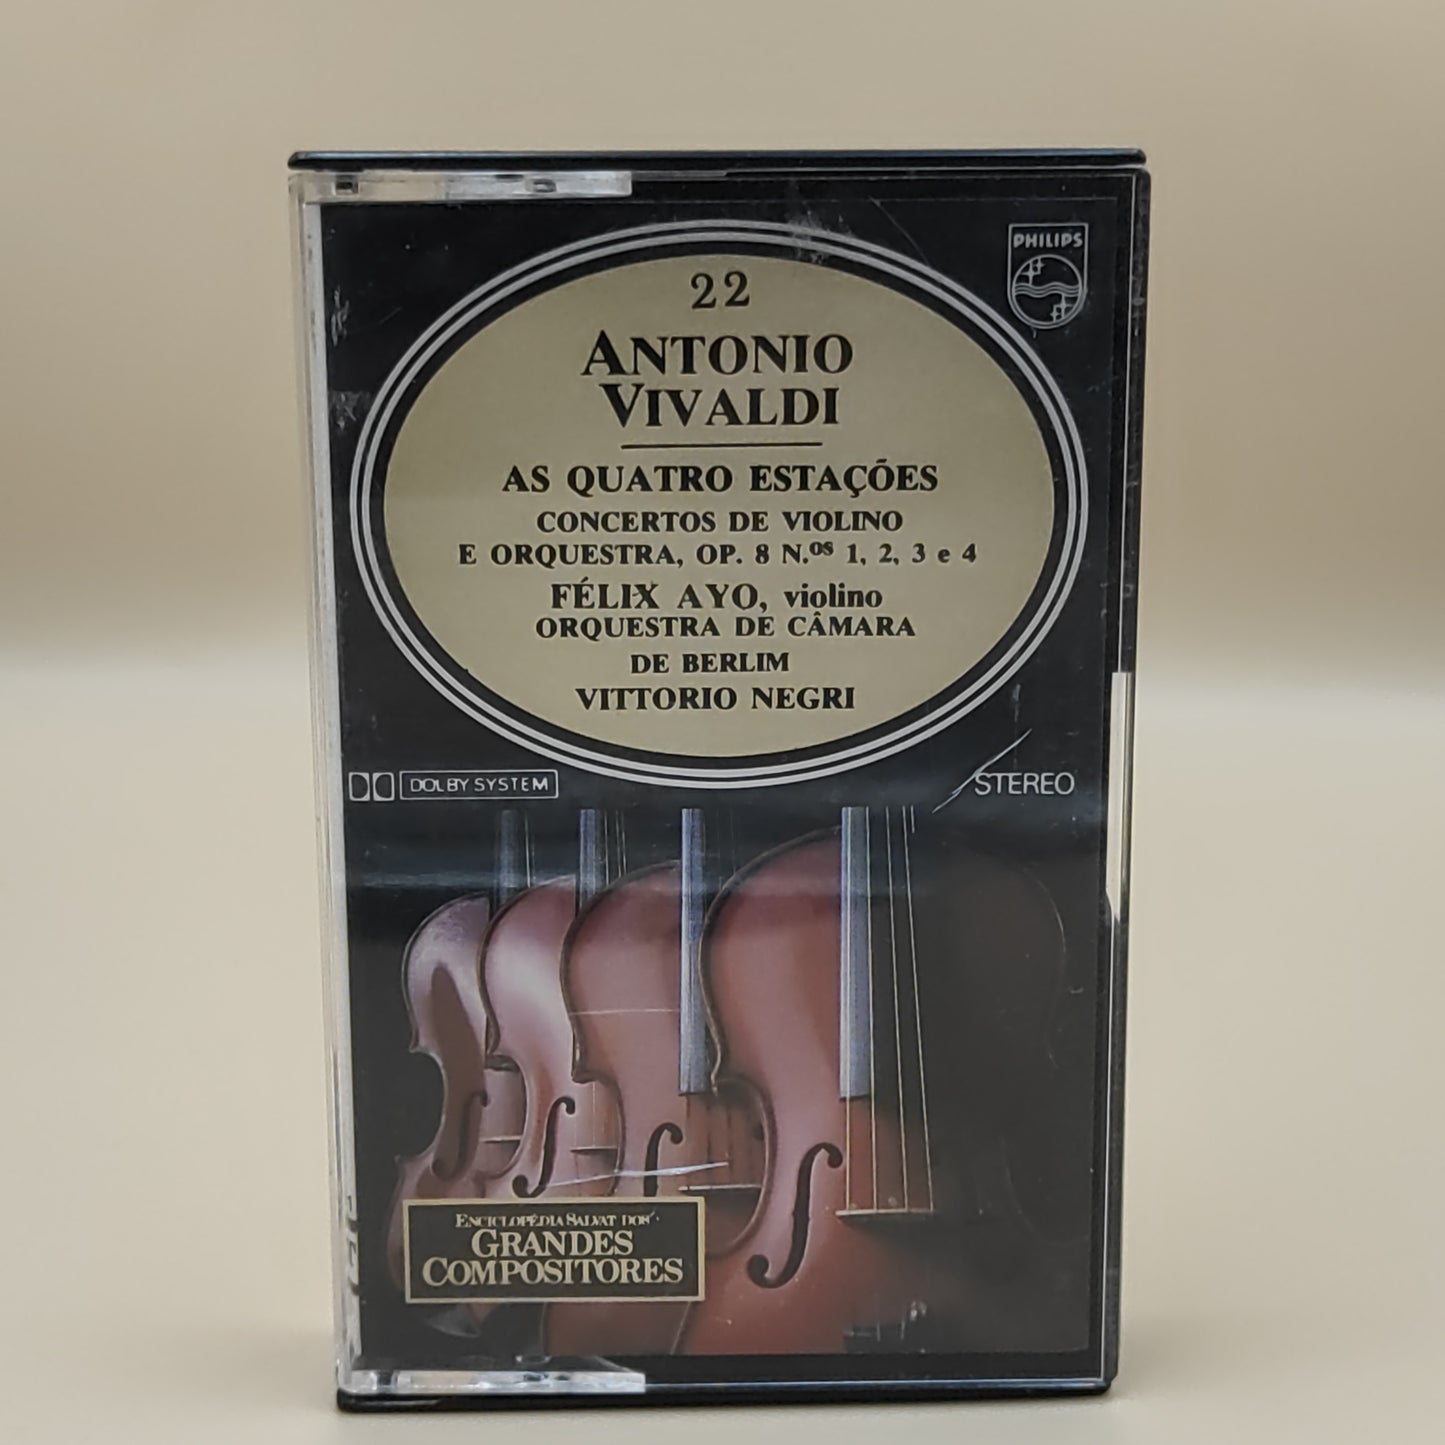 PHILIPS
22
ANTONIO
VIVALDI
AS QUATRO ESTAÇÕES
CONCERTOS DE VIOLINO
E ORQUESTRA, OP. 8 N.os 1, 2, 3 e 4
FÉLIX AYO, violino
ORQUESTRA DE CÂMARA
DE BERLIM
VITTORIO NEGRI
DOLBY SYSTEM
STEREO
ENCICLOPÉDIA SALVAT DOS
GRANDES
COMPOSITORES